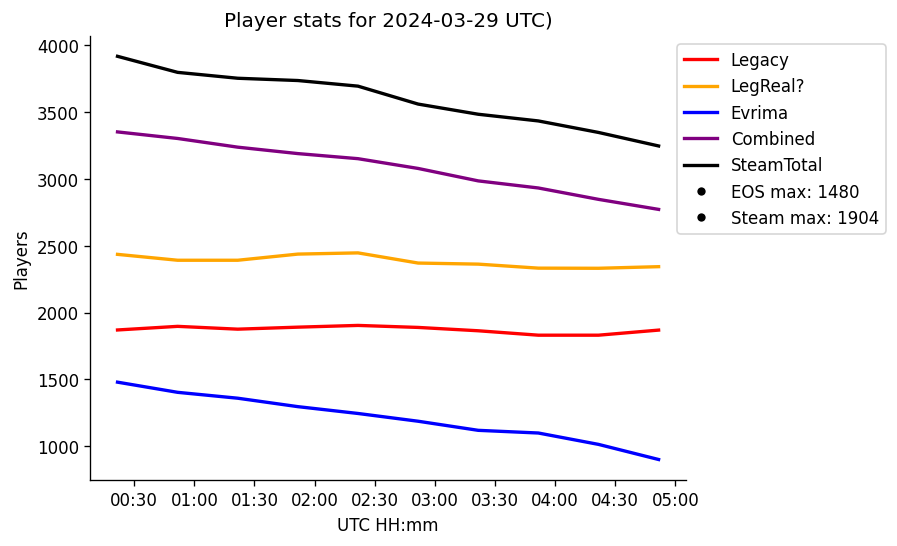 Player stats for 2024-03-29 UTC)
4000
3500
3000
2500
2000
1500
1000
Players
00:30 01:00 01:30 02:00 02:30 03:00 03:30 04:00 04:30 05:00
UTC HH:mm
Legacy
LegReal?
Evrima
Combined
SteamTotal
EOS max: 1480
Steam max: 1904